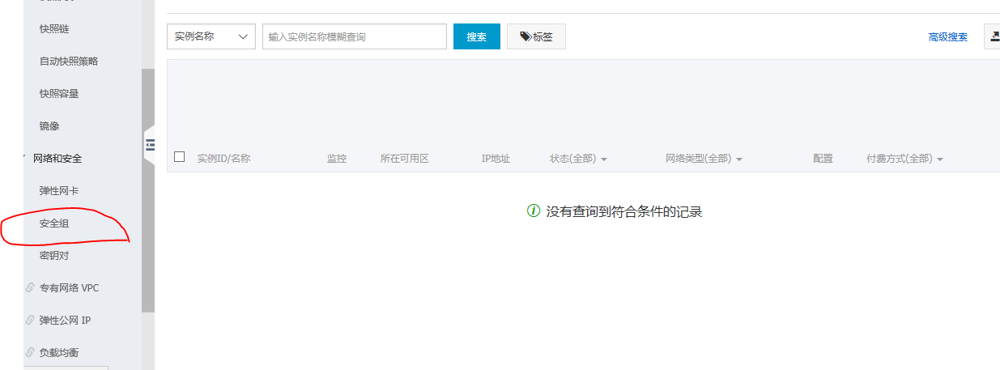 快照链
自动快照策略
快照容量
镜像
网络和安全
弹性网卡
安全组
密钥对
专有网络 VPC
弹性公网 IP
负载均衡
实例名称 输入实例名称模糊查询 搜索 标签 高级搜索
实例ID/名称 监控 所在可用区 IP地址 状态(全部) 网络类型(全部) 配置 付费方式(全部)
没有查询到符合条件的记录